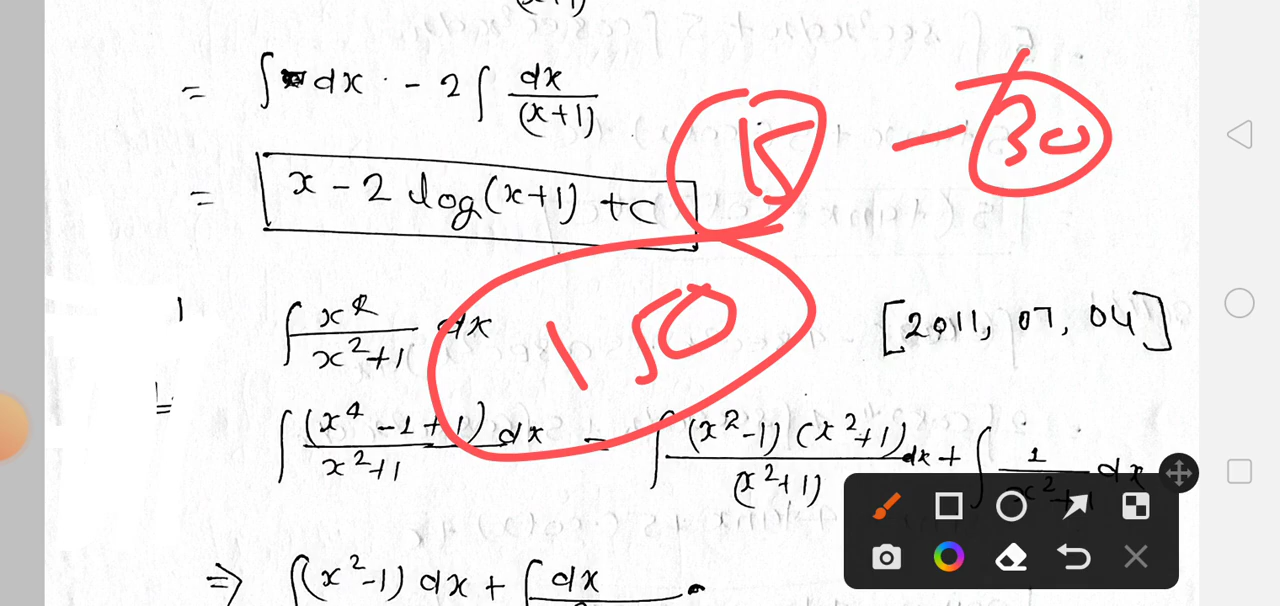 (x+1)
= ∫ dx - 2 ∫ dx/(x+1)
15
- 30
= x - 2 log(x+1) + c
1 ∫ x⁴/x²+1 dx [2011, 07, 04]
150
= ∫ (x⁴ - 1 + 1)/x²+1 dx = ∫ (x²-1) (x²+1)/(x²+1) dx + ∫ 1/x²+1 dx
⇒ ∫(x²-1) dx + ∫ dx